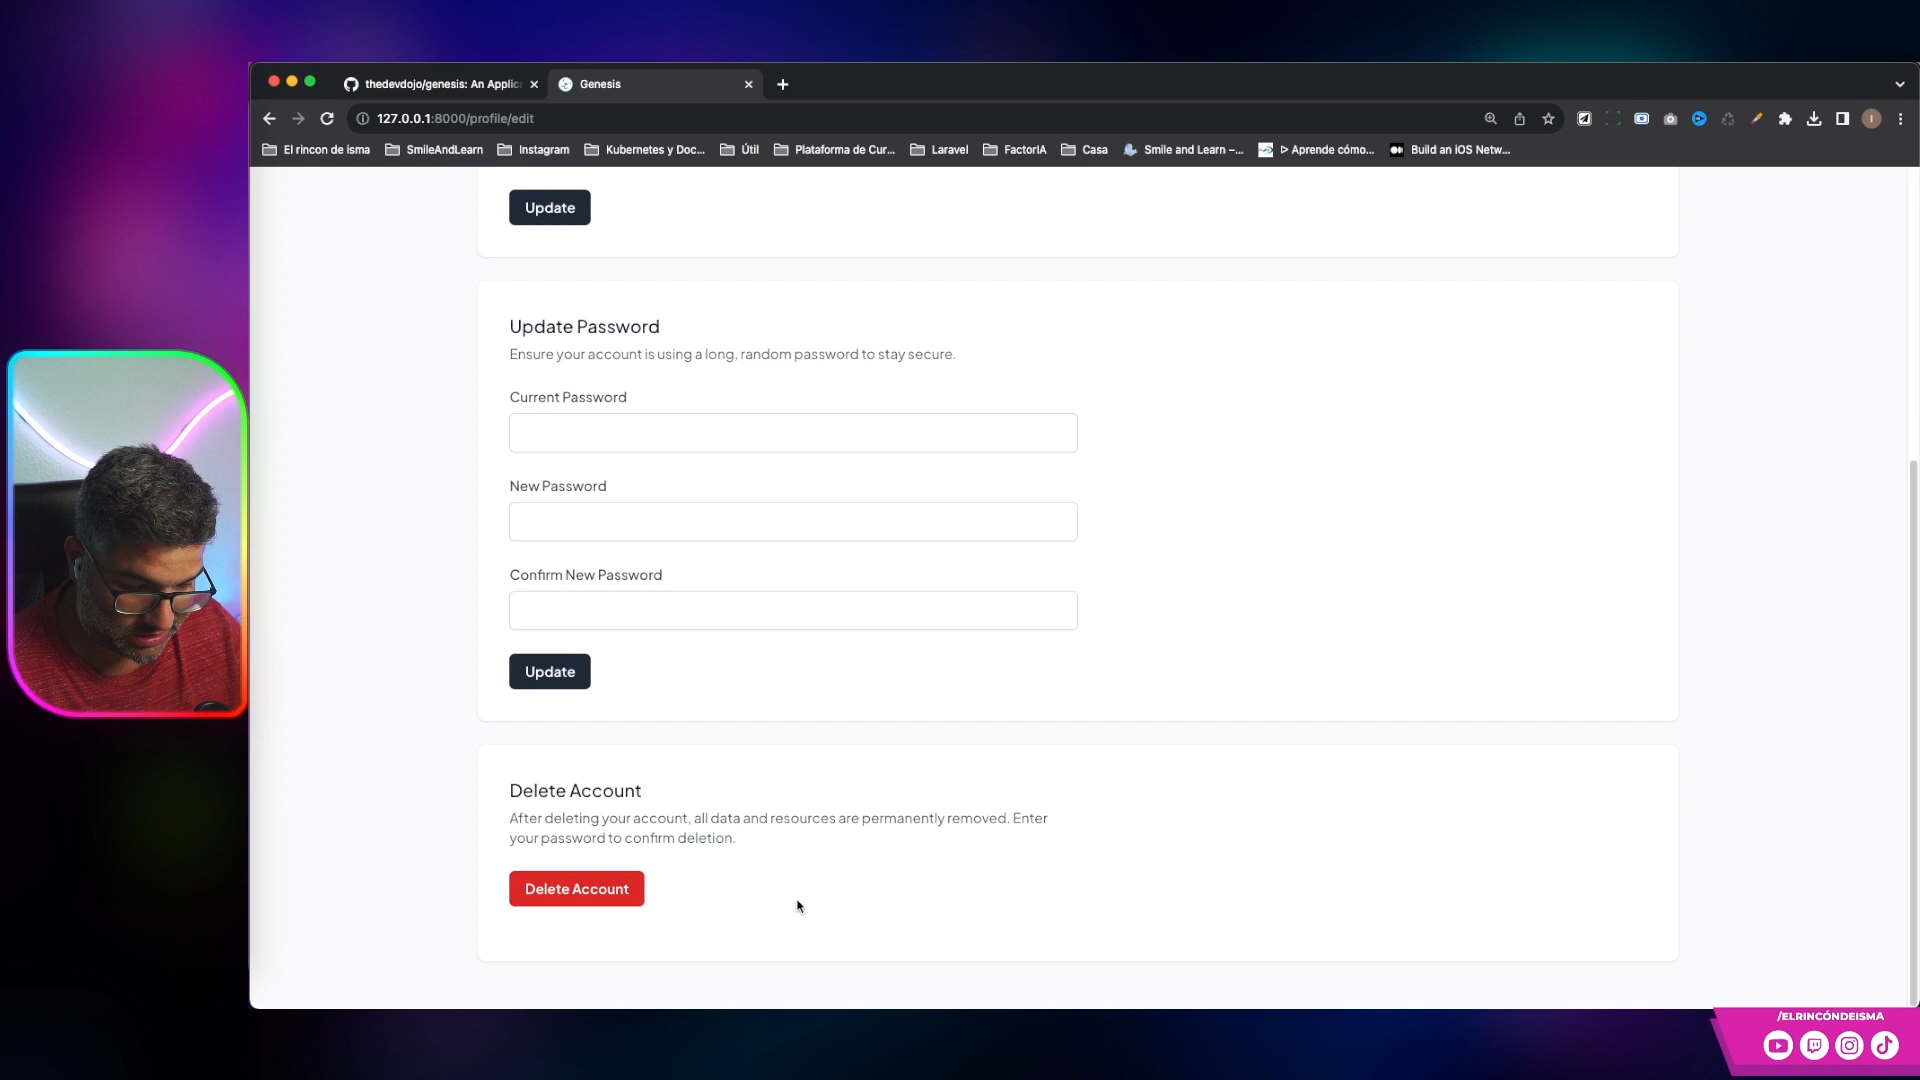 thedevdojo/genesis: An Applic
Genesis
127.0.0.1:8000/profile/edit
I
El rincon de isma
SmileAndLearn
Instagram
Kubernetes y Doc...
Útil
Plataforma de Cur...
Laravel
FactorIA
Casa
Smile and Learn –...
ᐅ Aprende cómo...
Build an iOS Netw...
Update
Update Password
Ensure your account is using a long, random password to stay secure.
Current Password
New Password
Confirm New Password
Update
Delete Account
After deleting your account, all data and resources are permanently removed. Enter
your password to confirm deletion.
Delete Account
/ELRINCÓNDEISMA